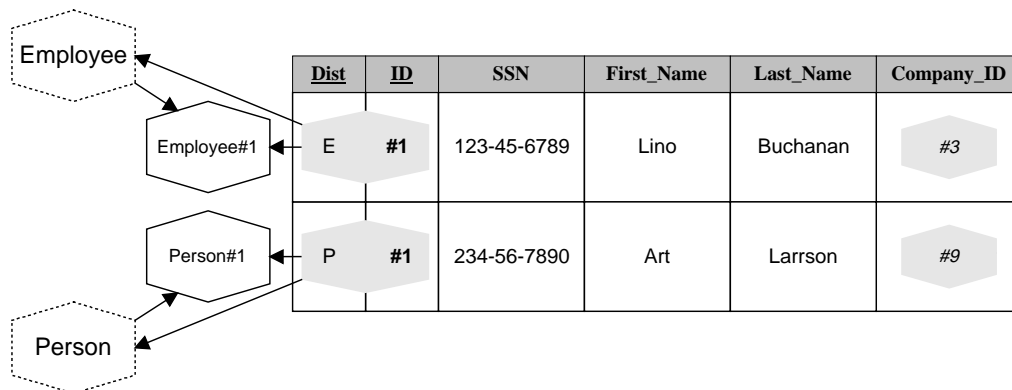 Employee
Dist ID SSN First_Name Last_Name Company_ID
Employee#1 E #1 123-45-6789 Lino Buchanan #3
Person#1 P #1 234-56-7890 Art Larrson #9
Person